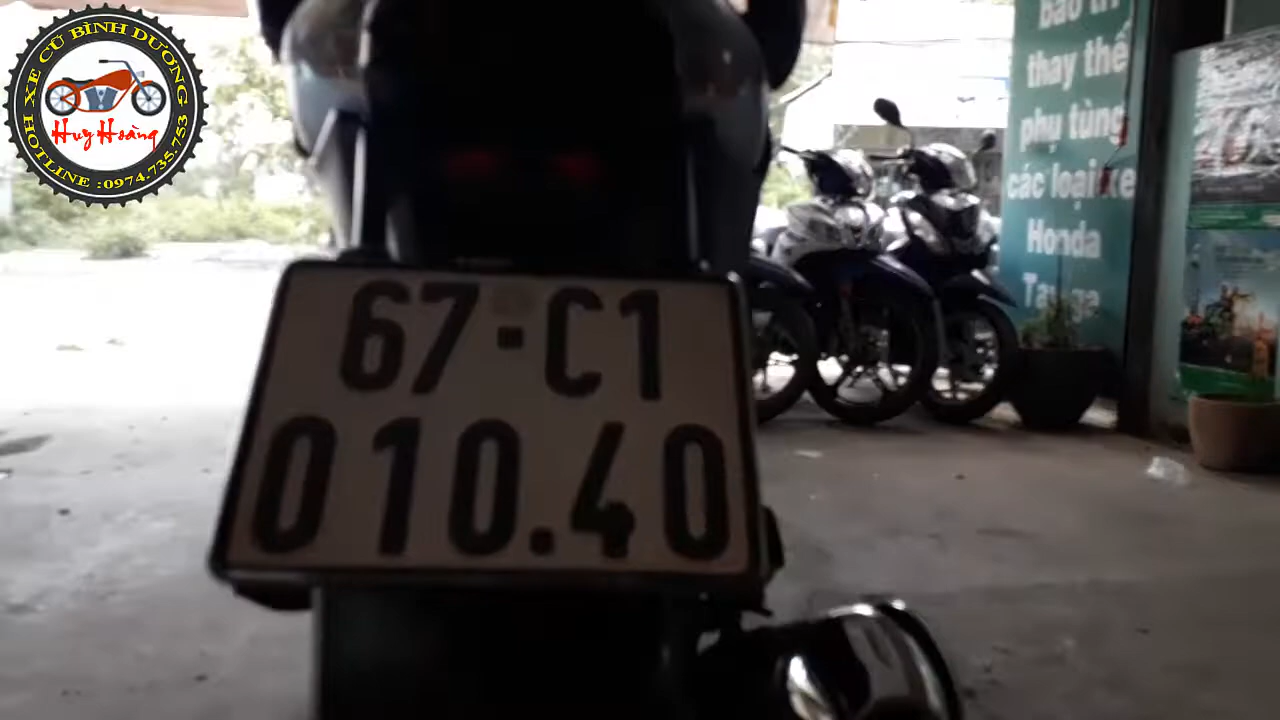 XE CŨ BÌNH DƯƠNG
Huy Hoàng
HOTLINE :0974.735.753
bảo trì
thay thế
phụ tùng
các loại xe
Honda
67-C1
010.40